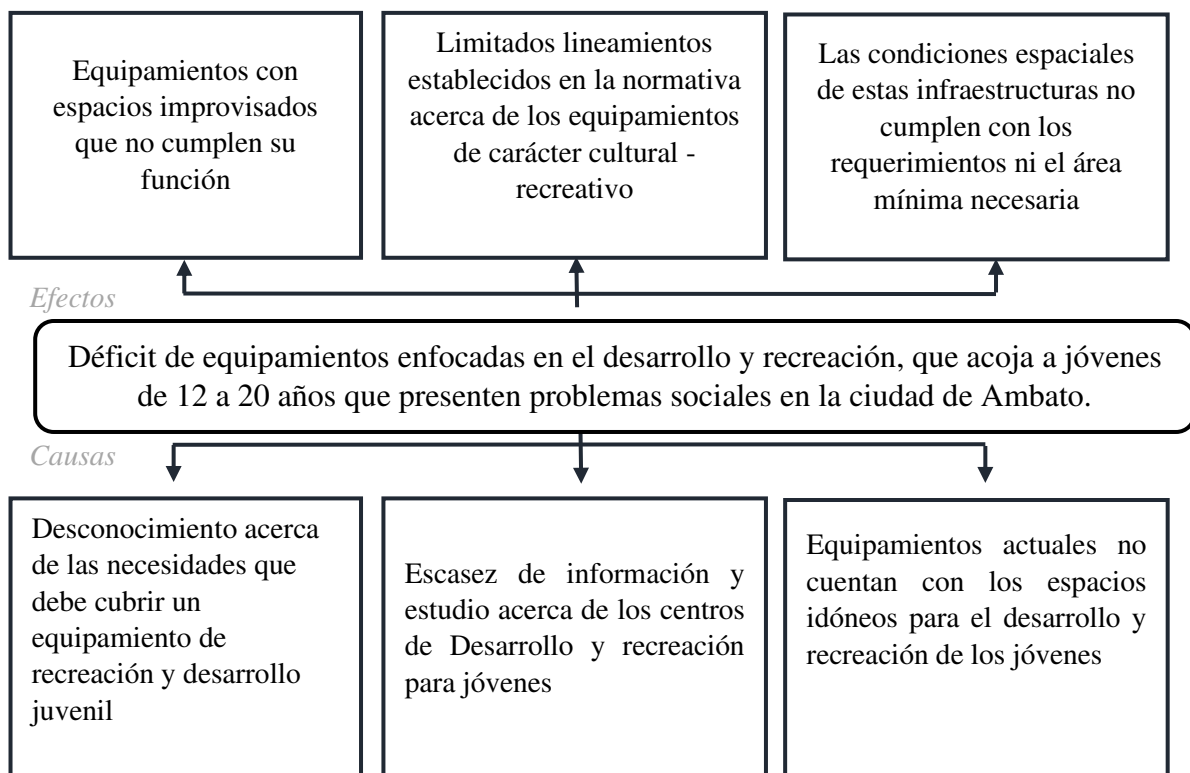 Equipamientos con
espacios improvisados
que no cumplen su
función
Limitados lineamientos
establecidos en la normativa
acerca de los equipamientos
de carácter cultural -
recreativo
Las condiciones espaciales
de estas infraestructuras no
cumplen con los
requerimientos ni el área
mínima necesaria
Efectos
Déficit de equipamientos enfocadas en el desarrollo y recreación, que acoja a jóvenes
de 12 a 20 años que presenten problemas sociales en la ciudad de Ambato.
Causas
Desconocimiento acerca
de las necesidades que
debe cubrir un
equipamiento de
recreación y desarrollo
juvenil
Escasez de información y
estudio acerca de los centros
de Desarrollo y recreación
para jóvenes
Equipamientos actuales no
cuentan con los espacios
idóneos para el desarrollo y
recreación de los jóvenes